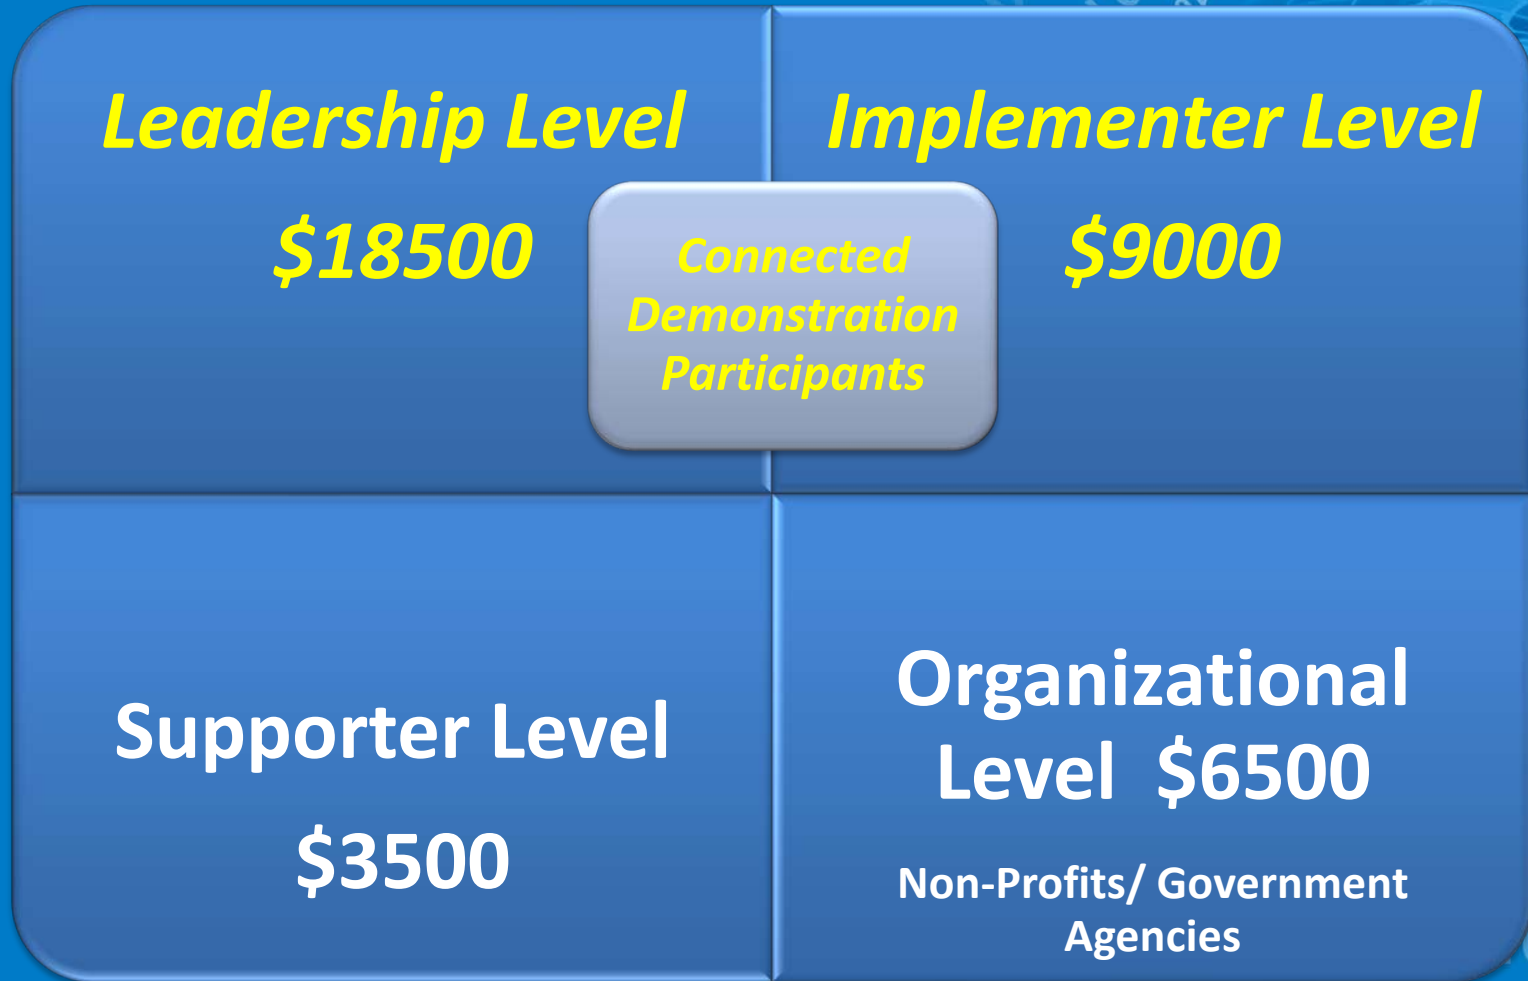 Leadership Level
$18500
Implementer Level
$9000
Connected
Demonstration
Participants
Supporter Level
$3500
Organizational
Level $6500
Non-Profits/ Government
Agencies